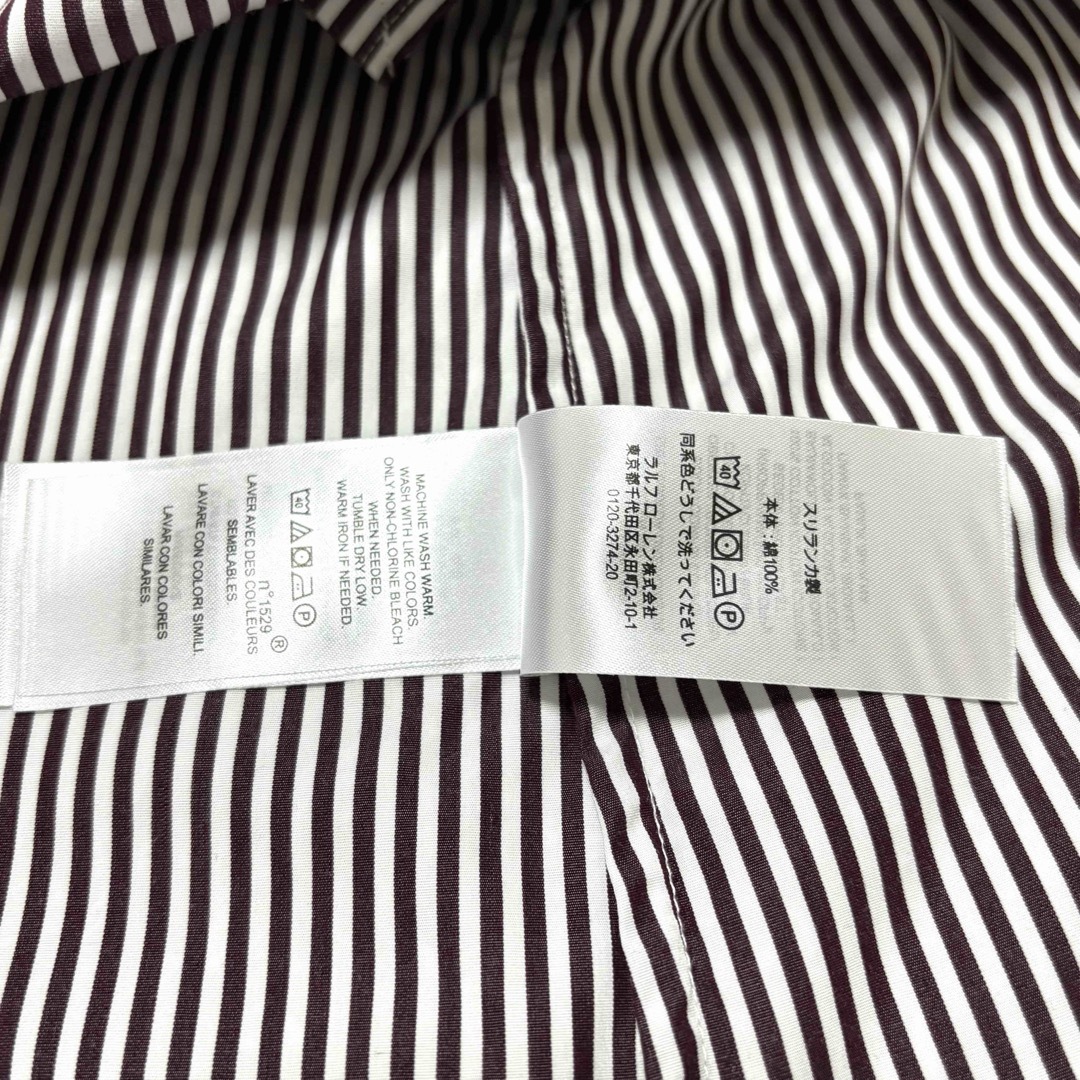 スリランカ製
本体 : 綿100%
40 P
同系色どうしで洗ってください
ラルフ ローレン株式会社
東京都千代田区永田町2-10-1
0120-3274-20
MACHINE WASH WARM.
WASH WITH LIKE COLORS.
ONLY NON-CHLORINE BLEACH
WHEN NEEDED.
TUMBLE DRY LOW.
WARM IRON IF NEEDED.
40 P
n°1529 ®
LAVER AVEC DES COULEURS
SEMBLABLES.
LAVARE CON COLORI SIMILI.
LAVAR CON COLORES
SIMILARES.